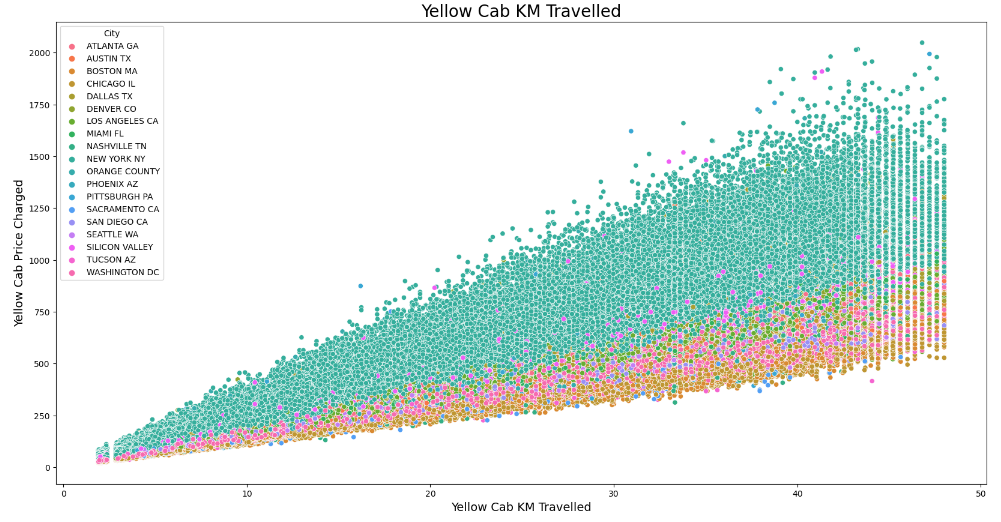 Yellow Cab KM Travelled
City
ATLANTA GA
AUSTIN TX
BOSTON MA
CHICAGO IL
DALLAS TX
DENVER CO
LOS ANGELES CA
MIAMI FL
NASHVILLE TN
NEW YORK NY
ORANGE COUNTY
PHOENIX AZ
PITTSBURGH PA
SACRAMENTO CA
SAN DIEGO CA
SEATTLE WA
SILICON VALLEY
TUCSON AZ
WASHINGTON DC
Yellow Cab Price Charged
2000
1750
1500
1250
1000
750
500
250
0
0 10 20 30 40 50
Yellow Cab KM Travelled